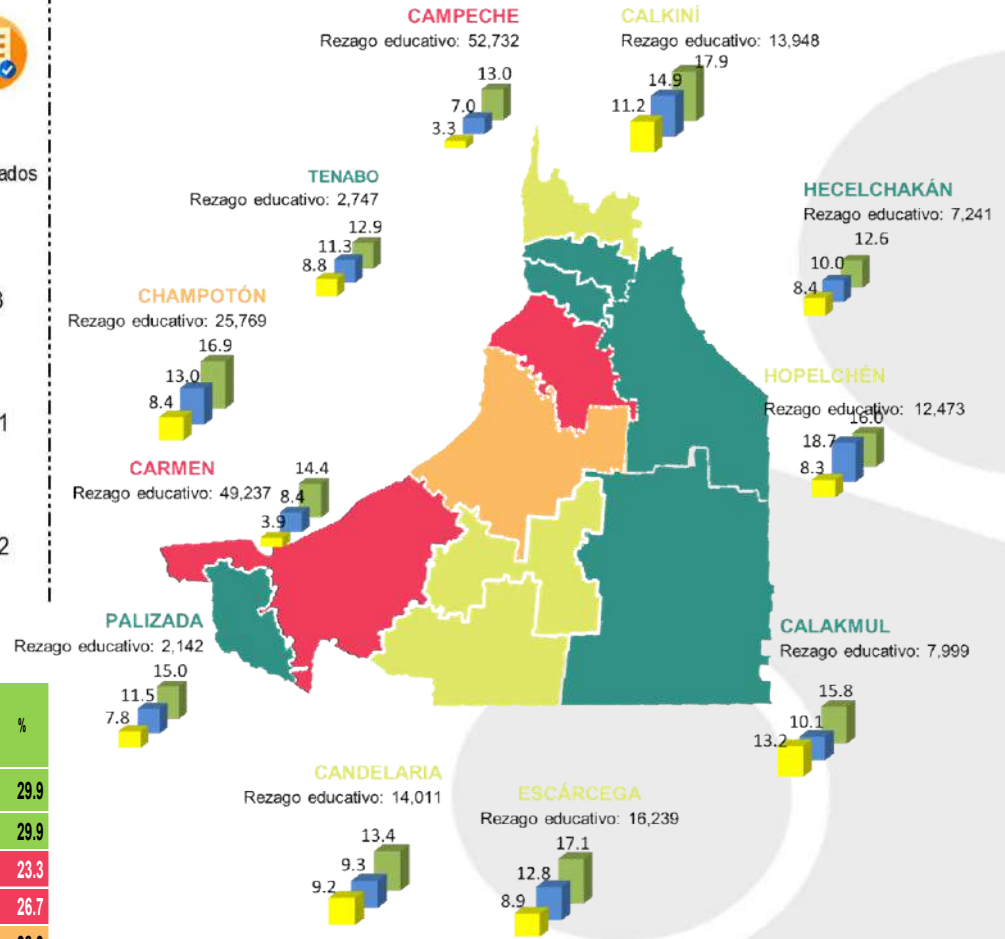 CAMPECHE
Rezago educativo: 52,732
13.0
7.0
3.3
CALKINÍ
Rezago educativo: 13,948
17.9
14.9
11.2
ados
TENABO
Rezago educativo: 2,747
12.9
11.3
8.8
HECELCHAKÁN
Rezago educativo: 7,241
12.6
10.0
8.4
CHAMPOTÓN
Rezago educativo: 25,769
16.9
13.0
8.4
HOPELCHÉN
Rezago educativo: 12,473
16.0
18.7
8.3
1
CARMEN
Rezago educativo: 49,237
14.4
8.4
3.9
2
PALIZADA
Rezago educativo: 2,142
15.0
11.5
7.8
CALAKMUL
Rezago educativo: 7,999
15.8
10.1
13.2
%
29.9
29.9
23.3
26.7
CANDELARIA
Rezago educativo: 14,011
13.4
9.3
9.2
ESCÁRCEGA
Rezago educativo: 16,239
17.1
12.8
8.9